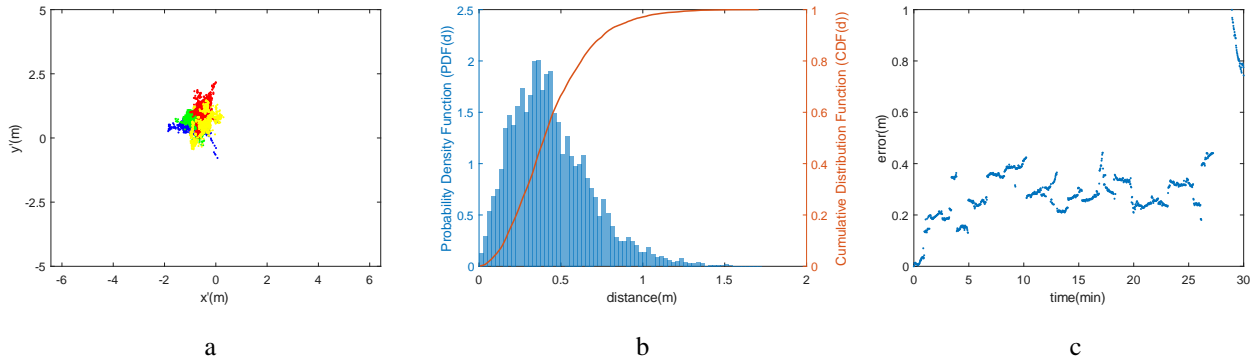 5
2.5
0
-2.5
-5
y'(m)
-6 -4 -2 0 2 4 6
x'(m)
a
2.5
2
1.5
1
0.5
0
Probability Density Function (PDF(d))
0 0.5 1 1.5 2
distance(m)
1
0.8
0.6
0.4
0.2
0
Cumulative Distribution Function (CDF(d))
b
1
0.8
0.6
0.4
0.2
0
error(m)
0 5 10 15 20 25 30
time(min)
c